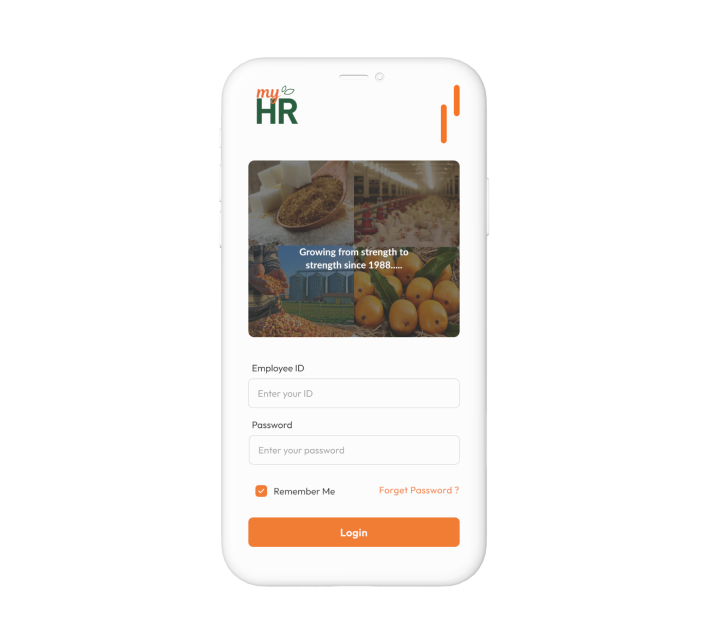 my
HR
Growing from strength to
strength since 1988.....
Employee ID
Enter your ID
Password
Enter your password
Remember Me
Forget Password ?
Login